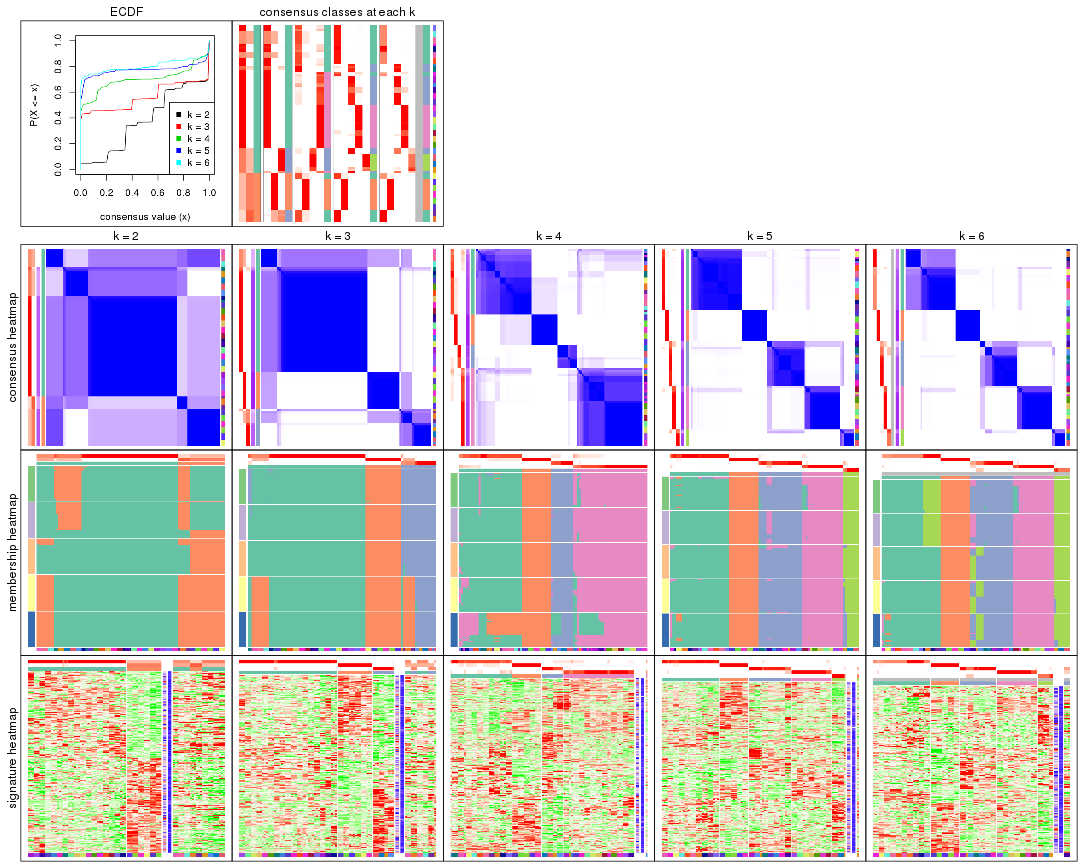 ECDF
consensus classes at each k
P(X <= x)
0.0 0.2 0.4 0.6 0.8 1.0
k = 2
k = 3
k = 4
k = 5
k = 6
0.0 0.2 0.4 0.6 0.8 1.0
consensus value (x)
k = 2
k = 3
k = 4
k = 5
k = 6
consensus heatmap
membership heatmap
signature heatmap